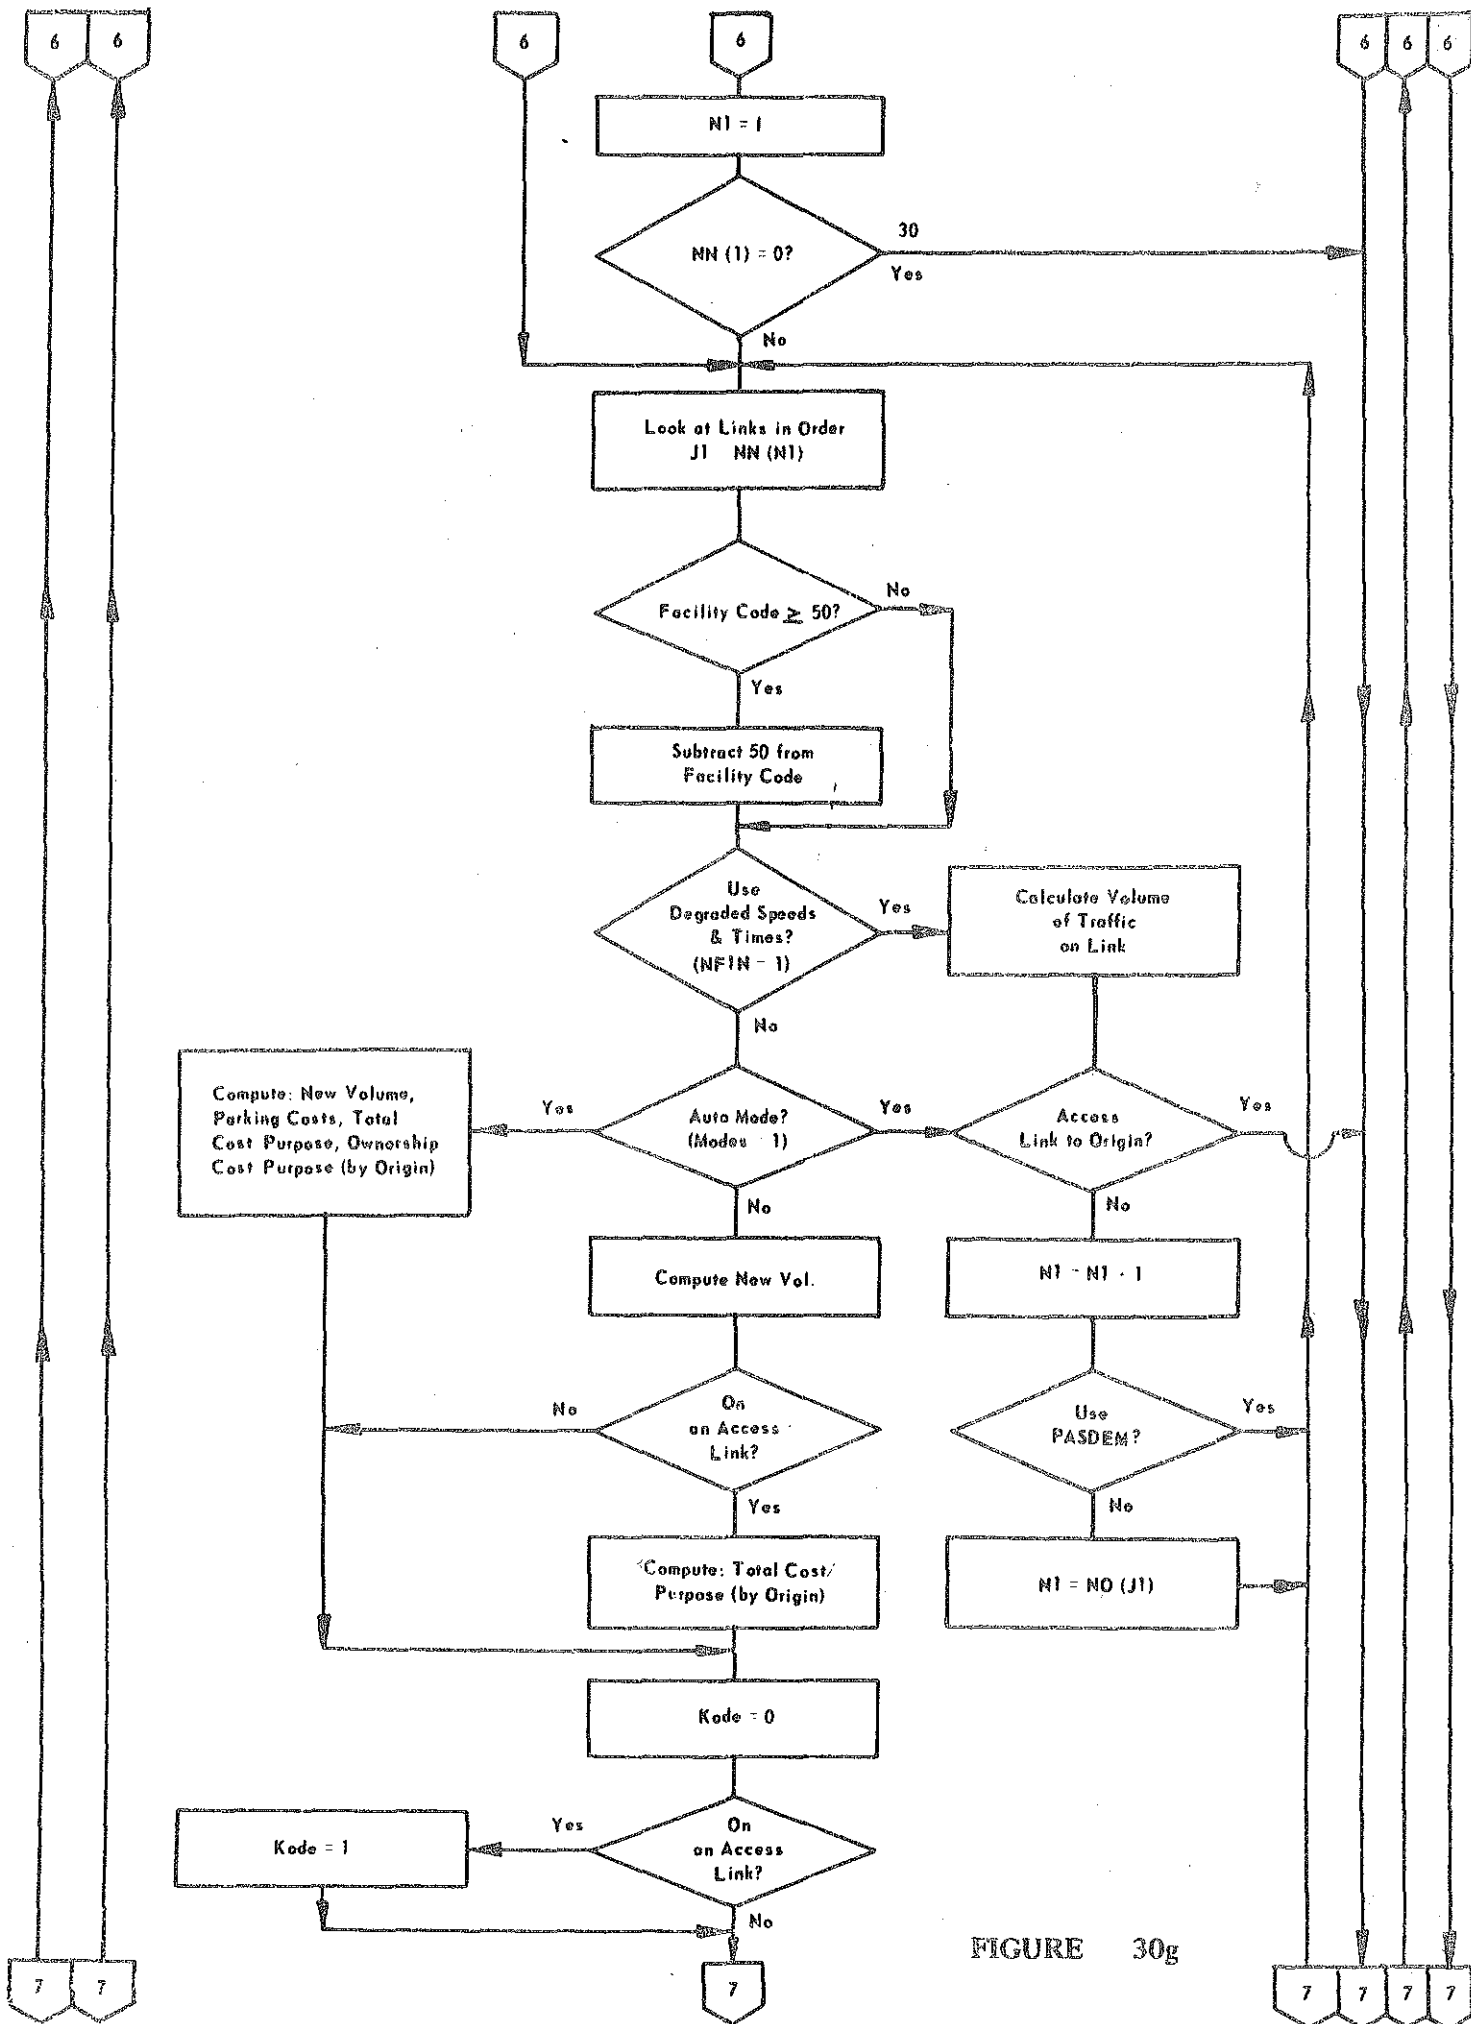 6 6 6 6 6 6 6
N1 = 1
NN (1) = 0?
30
Yes
No
Look at Links in Order
J1 NN (N1)
Facility Code ≥ 50?
No
Yes
Subtract 50 from
Facility Code
Use
Degraded Speeds
& Times?
(NFIN - 1)
Yes
No
Calculate Volume
of Traffic
on Link
Compute: New Volume,
Parking Costs, Total
Cost Purpose, Ownership
Cost Purpose (by Origin)
Yes
Auto Mode?
(Modes - 1)
Yes
No
Access
Link to Origin?
Yes
No
Compute New Vol.
N1 - N1 - 1
No
On
an Access
Link?
Yes
Use
PASDEM?
Yes
No
Compute: Total Cost/
Purpose (by Origin)
N1 = NO (J1)
Kode = 0
Kode = 1
Yes
On
an Access
Link?
No
FIGURE 30g
7 7 7 7 7 7 7